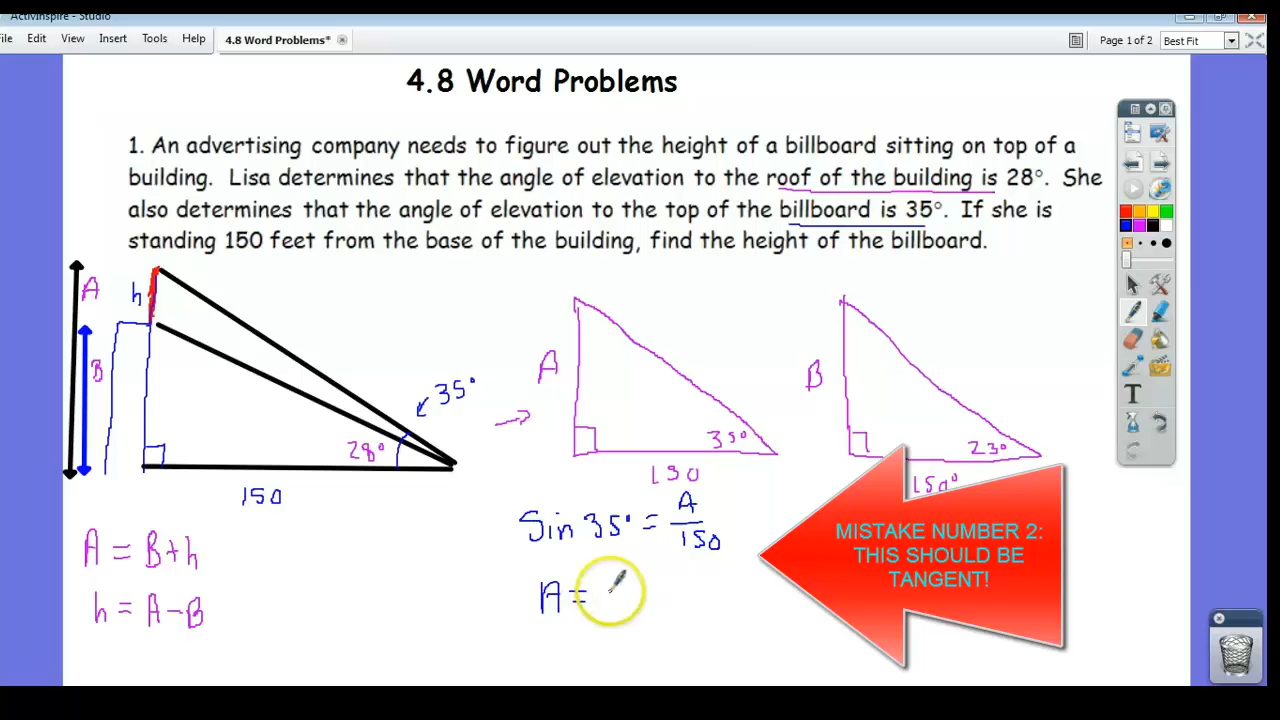 ActivInspire - Studio
File Edit View Insert Tools Help
4.8 Word Problems*
Page 1 of 2
Best Fit
4.8 Word Problems
1. An advertising company needs to figure out the height of a billboard sitting on top of a
building. Lisa determines that the angle of elevation to the roof of the building is 28°. She
also determines that the angle of elevation to the top of the billboard is 35°. If she is
standing 150 feet from the base of the building, find the height of the billboard.
A
h
B
35°
28°
150
A
35°
150
B
23°
150°
A = B+h
h = A-B
Sin 35° = A/150
A =
MISTAKE NUMBER 2:
THIS SHOULD BE
TANGENT!
T